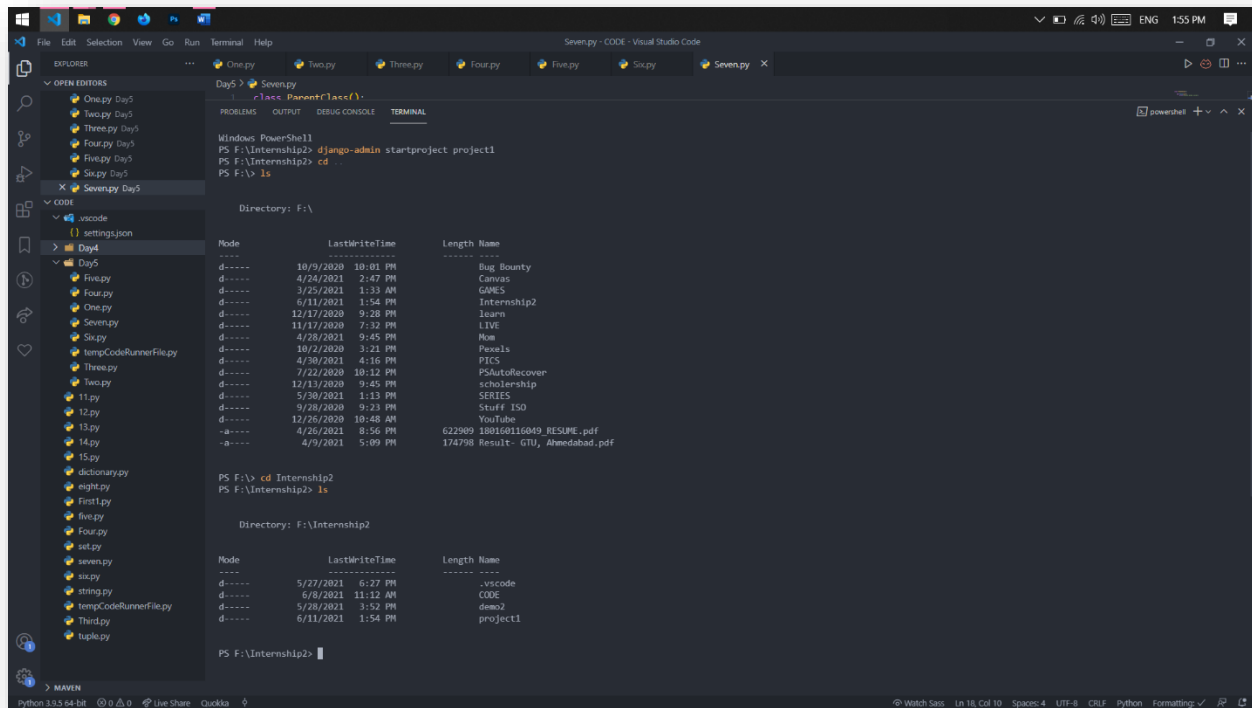 Ps
W
ENG 1:55 PM
File Edit Selection View Go Run Terminal Help
Seven.py - CODE - Visual Studio Code
EXPLORER
One.py Two.py Three.py Four.py Five.py Six.py Seven.py
OPEN EDITORS
One.py Day5
Two.py Day5
Three.py Day5
Four.py Day5
Five.py Day5
Six.py Day5
Seven.py Day5
CODE
.vscode
{} settings.json
Day4
Day5
Five.py
Four.py
One.py
Seven.py
Six.py
tempCodeRunnerFile.py
Three.py
Two.py
11.py
12.py
13.py
14.py
15.py
dictionary.py
eight.py
First1.py
five.py
Four.py
set.py
seven.py
six.py
string.py
tempCodeRunnerFile.py
Third.py
tuple.py
MAVEN
Day5 > Seven.py
1 class ParentClass():
PROBLEMS OUTPUT DEBUG CONSOLE TERMINAL
powershell
Windows PowerShell
PS F:\Internship2> django-admin startproject project1
PS F:\Internship2> cd ..
PS F:\> ls
Directory: F:\
Mode LastWriteTime Length Name
---- ------------- ------ ----
d----- 10/9/2020 10:01 PM Bug Bounty
d----- 4/24/2021 2:47 PM Canvas
d----- 3/25/2021 1:33 AM GAMES
d----- 6/11/2021 1:54 PM Internship2
d----- 12/17/2020 9:28 PM learn
d----- 11/17/2020 7:32 PM LIVE
d----- 4/28/2021 9:45 PM Mom
d----- 10/2/2020 3:21 PM Pexels
d----- 4/30/2021 4:16 PM PICS
d----- 7/22/2020 10:12 PM PSAutoRecover
d----- 12/13/2020 9:45 PM scholership
d----- 5/30/2021 1:13 PM SERIES
d----- 9/28/2020 9:23 PM Stuff ISO
d----- 12/26/2020 10:48 AM YouTube
-a---- 4/26/2021 8:56 PM 622909 180160116049_RESUME.pdf
-a---- 4/9/2021 5:09 PM 174798 Result- GTU, Ahmedabad.pdf
PS F:\> cd Internship2
PS F:\Internship2> ls
Directory: F:\Internship2
Mode LastWriteTime Length Name
---- ------------- ------ ----
d----- 5/27/2021 6:27 PM .vscode
d----- 6/8/2021 11:12 AM CODE
d----- 5/28/2021 3:52 PM demo2
d----- 6/11/2021 1:54 PM project1
PS F:\Internship2>
Python 3.9.5 64-bit 0 0 Live Share Quokka
Watch Sass Ln 18, Col 10 Spaces: 4 UTF-8 CRLF Python Formatting: ✓